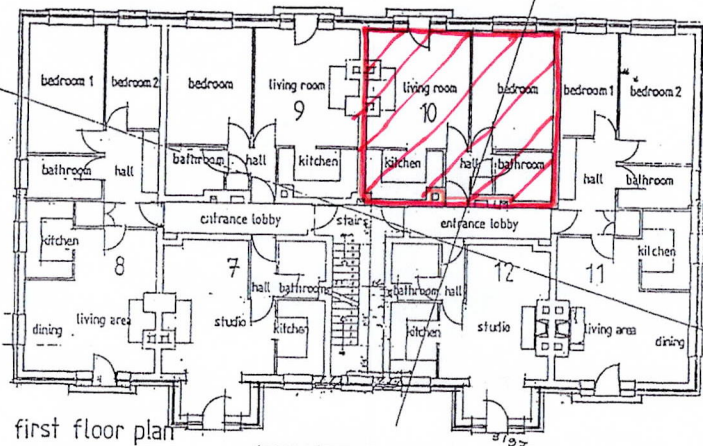 bedroom 1 bedroom 2 bedroom living room living room bedroom bedroom1 bedroom 2
9 10
bathroom hall bathroom hall kitchen kitchen hall bathroom hall bathroom
entrance lobby stairs entrance lobby
kitchen kitchen
8 7 12 11
hall bathroom bathroom hall
dining living area studio kitchen kitchen studio living area dining
first floor plan